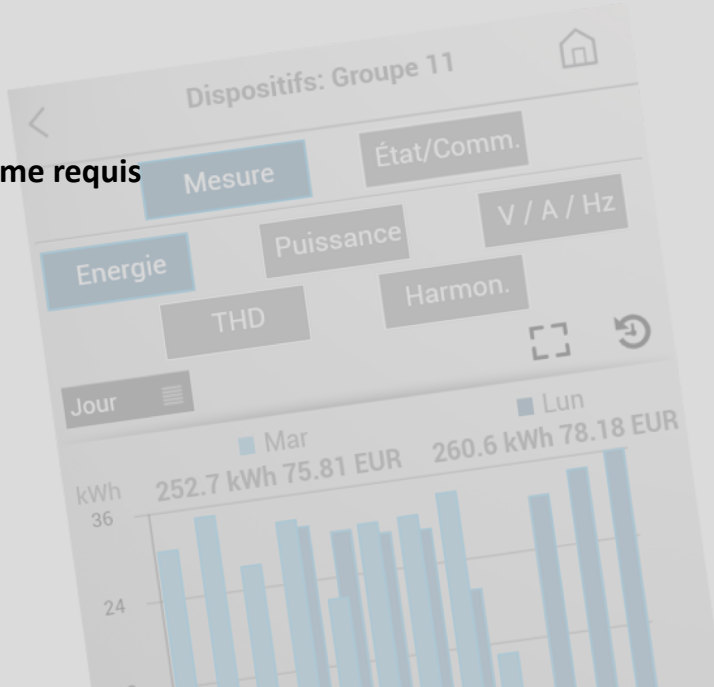 Dispositifs: Groupe 11
me requis
Mesure
État/Comm.
Energie
Puissance
V / A / Hz
THD
Harmon.
Jour
Mar
Lun
kWh
252.7 kWh 75.81 EUR
260.6 kWh 78.18 EUR
36
24